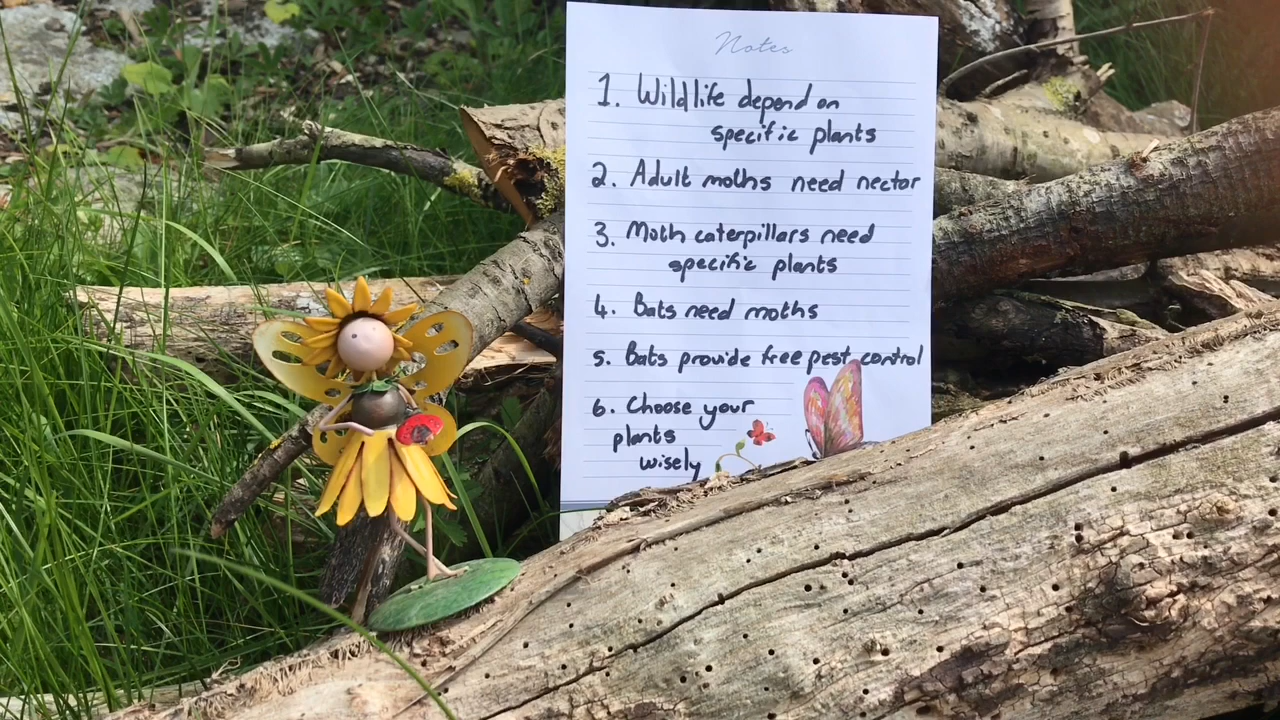 Notes
1. Wildlife depend on
specific plants
2. Adult moths need nectar
3. Moth caterpillars need
specific plants
4. Bats need moths
5. Bats provide free pest control
6. Choose your
plants
wisely